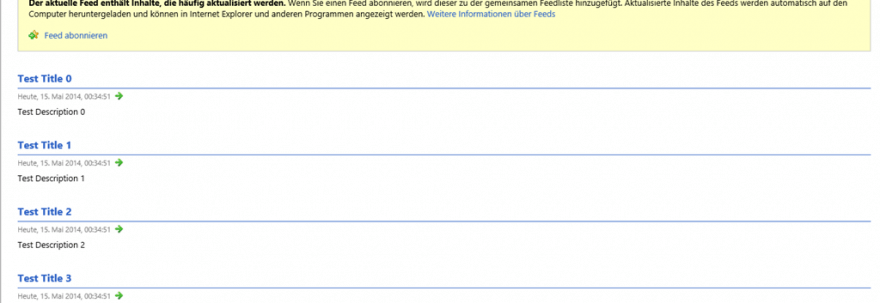 Der aktuelle Feed enthält Inhalte, die häufig aktualisiert werden. Wenn Sie einen Feed abonnieren, wird dieser zu der gemeinsamen Feedliste hinzugefügt. Aktualisierte Inhalte des Feeds werden automatisch auf den
Computer heruntergeladen und können in Internet Explorer und anderen Programmen angezeigt werden. Weitere Informationen über Feeds
Feed abonnieren
Test Title 0
Heute, 15. Mai 2014, 00:34:51
Test Description 0
Test Title 1
Heute, 15. Mai 2014, 00:34:51
Test Description 1
Test Title 2
Heute, 15. Mai 2014, 00:34:51
Test Description 2
Test Title 3
Heute, 15. Mai 2014, 00:34:51